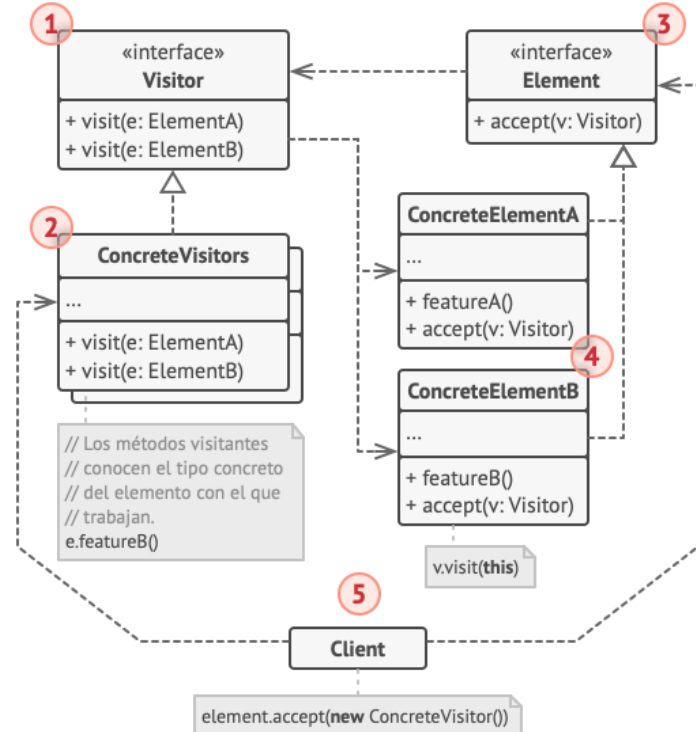 1
«interface»
Visitor
+ visit(e: ElementA)
+ visit(e: ElementB)
3
«interface»
Element
+ accept(v: Visitor)
2
ConcreteVisitors
...
+ visit(e: ElementA)
+ visit(e: ElementB)
// Los métodos visitantes
// conocen el tipo concreto
// del elemento con el que
// trabajan.
e.featureB()
ConcreteElementA
...
+ featureA()
+ accept(v: Visitor)
4
ConcreteElementB
...
+ featureB()
+ accept(v: Visitor)
v.visit(this)
5
Client
element.accept(new ConcreteVisitor())